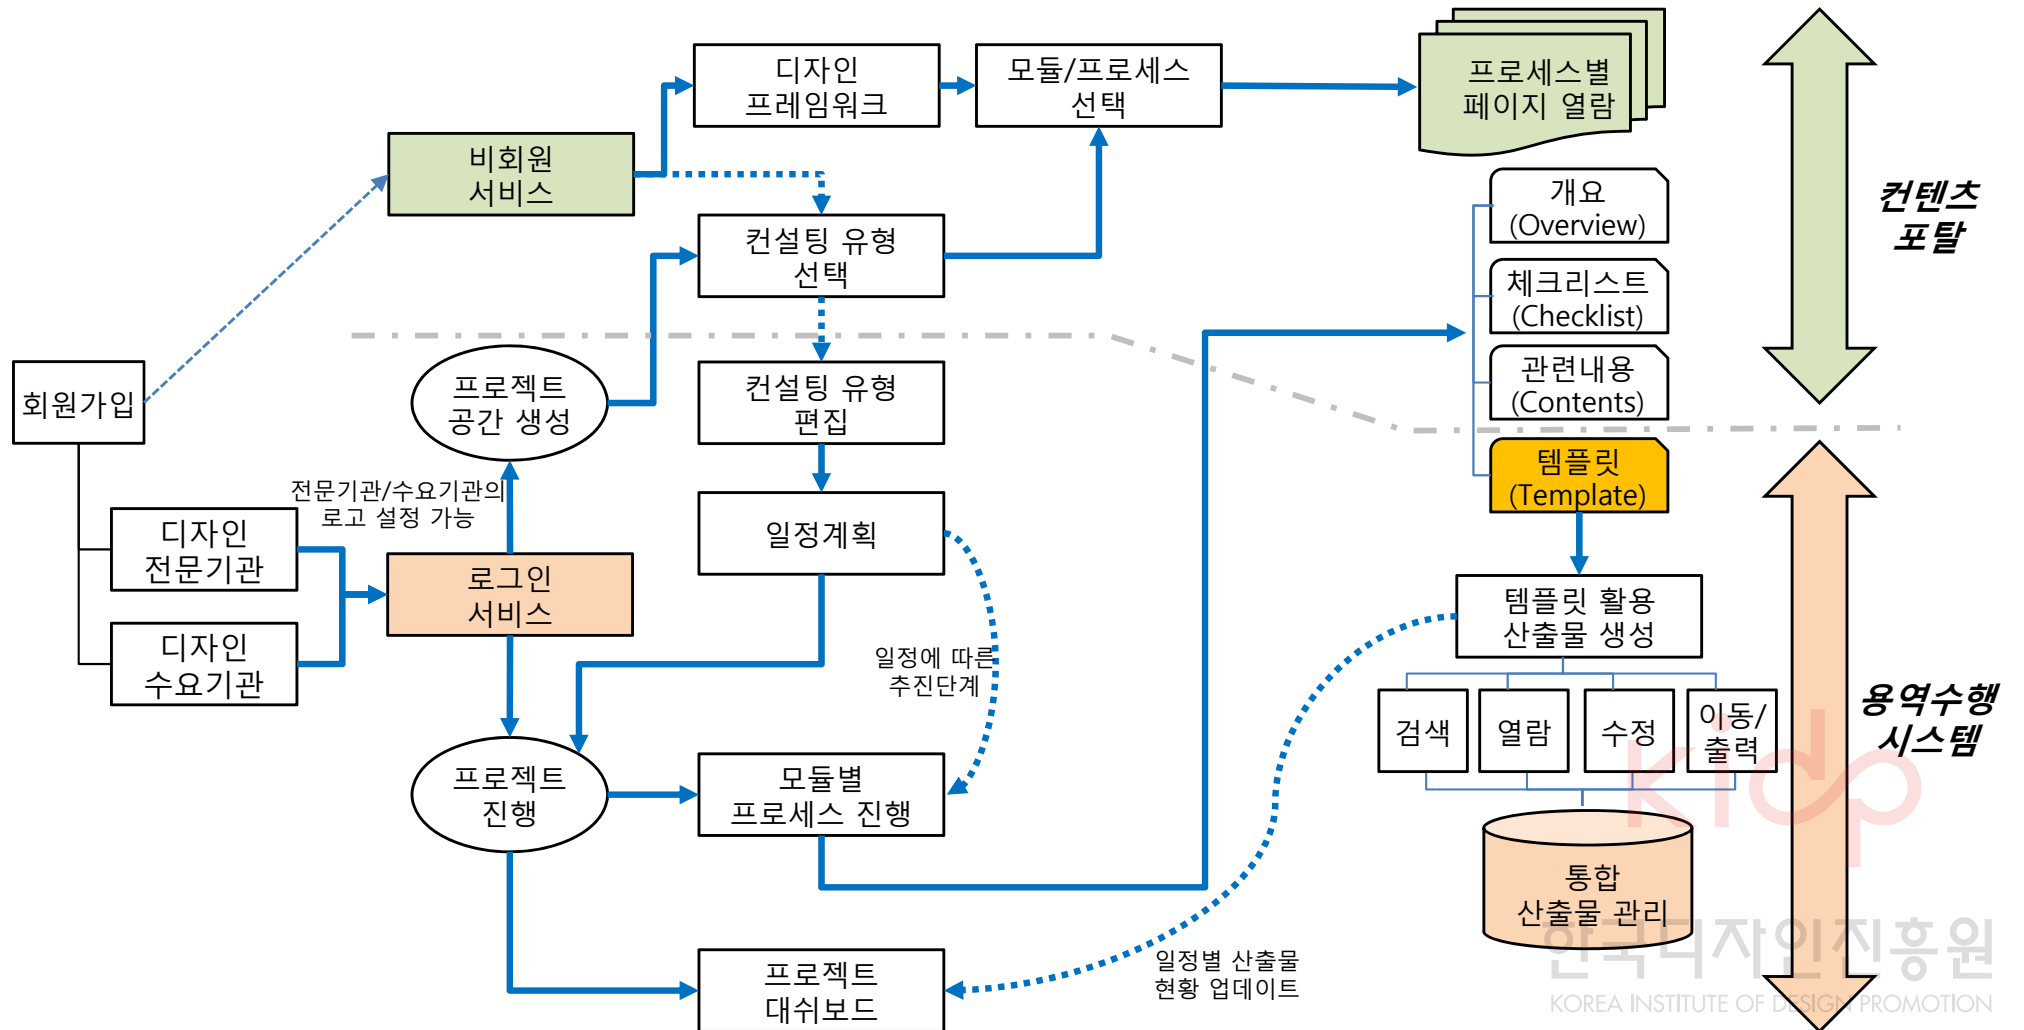 디자인
프레임워크
모듈/프로세스
선택
프로세스별
페이지 열람
비회원
서비스
컨설팅 유형
선택
개요
(Overview)
체크리스트
(Checklist)
관련내용
(Contents)
템플릿
(Template)
컨텐츠
포탈
회원가입
프로젝트
공간 생성
컨설팅 유형
편집
전문기관/수요기관의
로고 설정 가능
디자인
전문기관
디자인
수요기관
로그인
서비스
일정계획
일정에 따른
추진단계
템플릿 활용
산출물 생성
검색
열람
수정
이동/
출력
용역수행
시스템
프로젝트
진행
모듈별
프로세스 진행
통합
산출물 관리
프로젝트
대쉬보드
일정별 산출물
현황 업데이트
kidp
한국디자인진흥원
KOREA INSTITUTE OF DESIGN PROMOTION